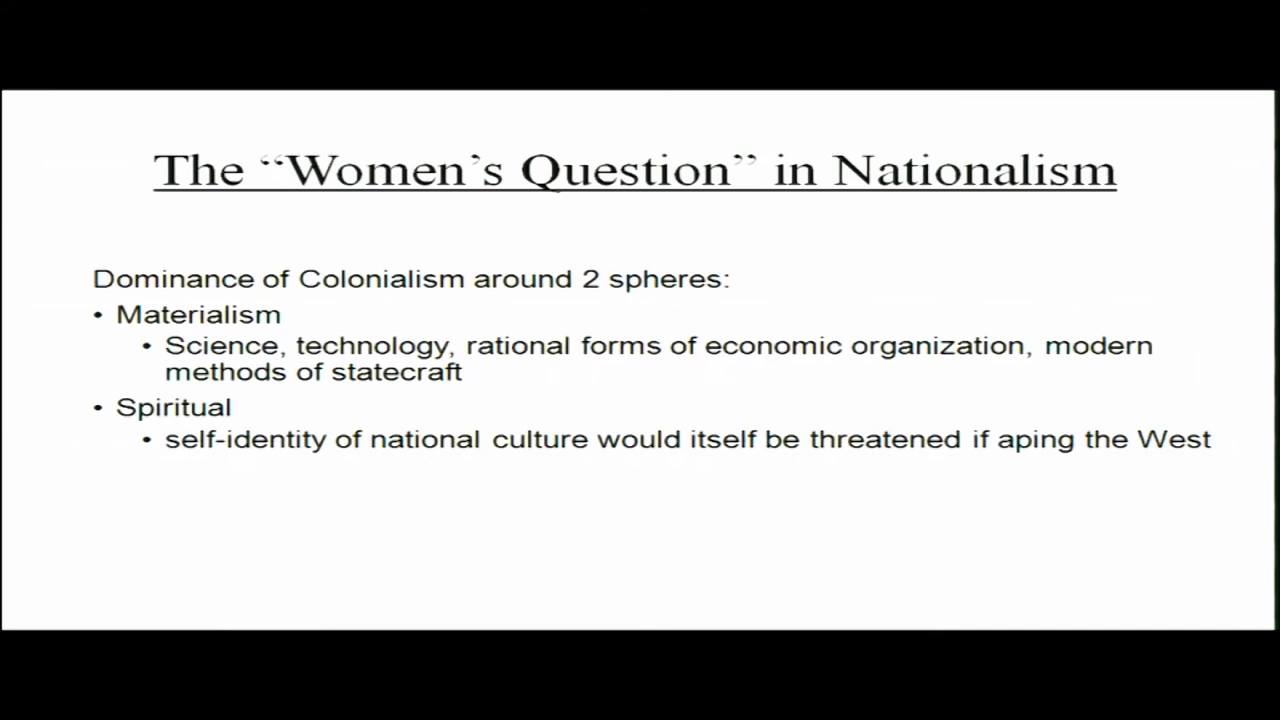 The “Women’s Question” in Nationalism
Dominance of Colonialism around 2 spheres:
• Materialism
• Science, technology, rational forms of economic organization, modern
methods of statecraft
• Spiritual
• self-identity of national culture would itself be threatened if aping the West